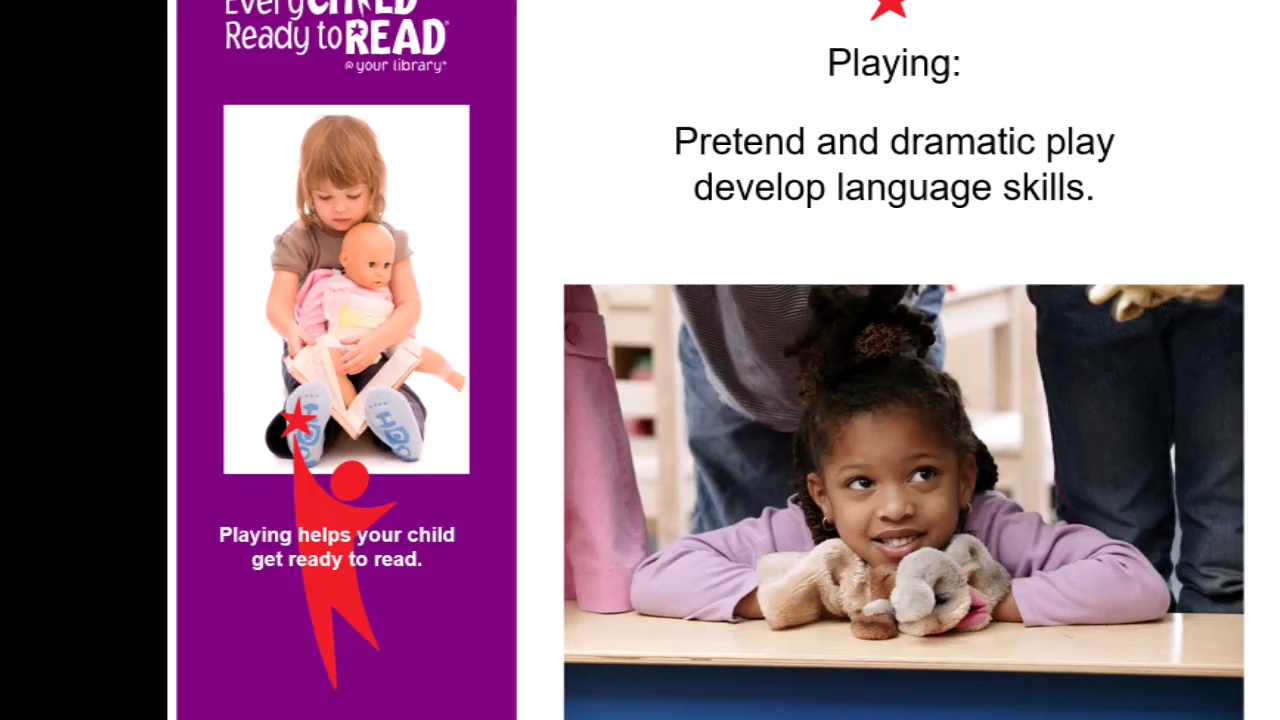 Every CHILD
Ready to READ®
@ your library®
Playing helps your child
get ready to read.
Playing:
Pretend and dramatic play
develop language skills.